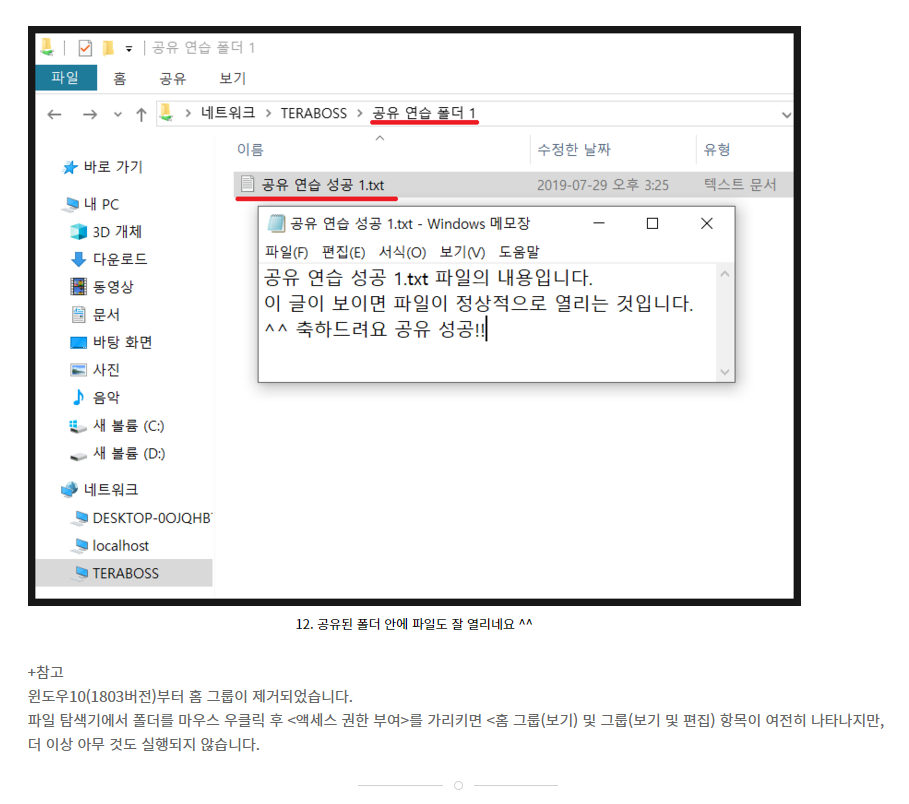 공유 연습 폴더 1
파일 홈 공유 보기
네트워크 > TERABOSS > 공유 연습 폴더 1
이름 수정한 날짜 유형
바로 가기
공유 연습 성공 1.txt 2019-07-29 오후 3:25 텍스트 문서
내 PC
3D 개체
다운로드
동영상
문서
바탕 화면
사진
음악
새 볼륨 (C:)
새 볼륨 (D:)
네트워크
DESKTOP-0OJQHB
localhost
TERABOSS
공유 연습 성공 1.txt - Windows 메모장
파일(F) 편집(E) 서식(O) 보기(V) 도움말
공유 연습 성공 1.txt 파일의 내용입니다.
이 글이 보이면 파일이 정상적으로 열리는 것입니다.
^^ 축하드려요 공유 성공!!
12. 공유된 폴더 안에 파일도 잘 열리네요 ^^
+참고
윈도우10(1803버전)부터 홈 그룹이 제거되었습니다.
파일 탐색기에서 폴더를 마우스 우클릭 후 <액세스 권한 부여>를 가리키면 <홈 그룹(보기) 및 그룹(보기 및 편집) 항목이 여전히 나타나지만,
더 이상 아무 것도 실행되지 않습니다.